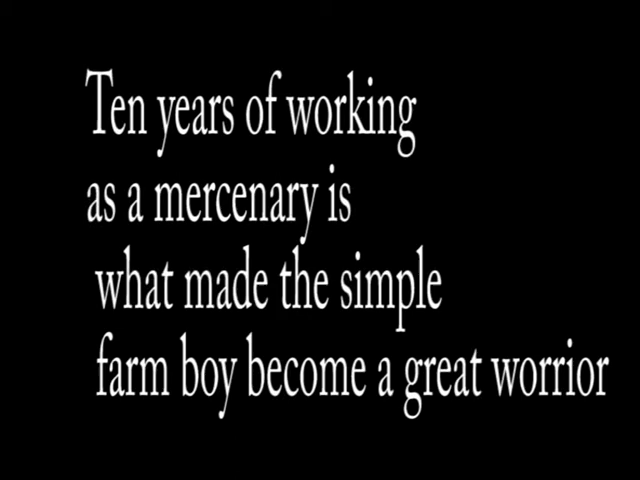 Ten years of working
as a mercenary is
what made the simple
farm boy become a great worrior